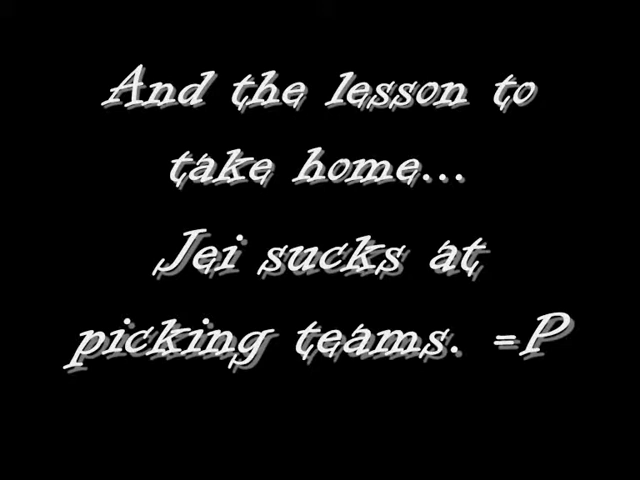 And the lesson to
take home...
Jei sucks at
picking teams. =P